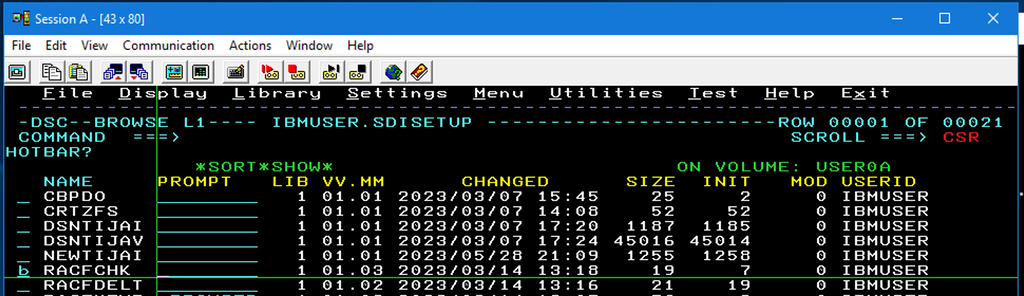 Session A - [43 x 80]
File Edit View Communication Actions Window Help
File Display Library Settings Menu Utilities Test Help Exit
-DSC--BROWSE L1---- IBMUSER.SDISETUP -------------------------ROW 00001 OF 00021
COMMAND ===> SCROLL ===> CSR
HOTBAR?
*SORT*SHOW* ON VOLUME: USER0A
NAME PROMPT LIB VV.MM CHANGED SIZE INIT MOD USERID
_ CBPDO 1 01.01 2023/03/07 15:45 25 2 0 IBMUSER
_ CRTZFS 1 01.01 2023/03/07 14:08 52 52 0 IBMUSER
_ DSNTIJAI 1 01.01 2023/03/07 17:20 1187 1185 0 IBMUSER
_ DSNTIJAV 1 01.01 2023/03/07 17:24 45016 45014 0 IBMUSER
_ NEWTIJAI 1 01.01 2023/05/28 21:09 1255 1258 0 IBMUSER
b RACFCHK 1 01.03 2023/03/14 13:18 19 7 0 IBMUSER
_ RACFDELT 1 01.02 2023/03/14 13:16 21 19 0 IBMUSER